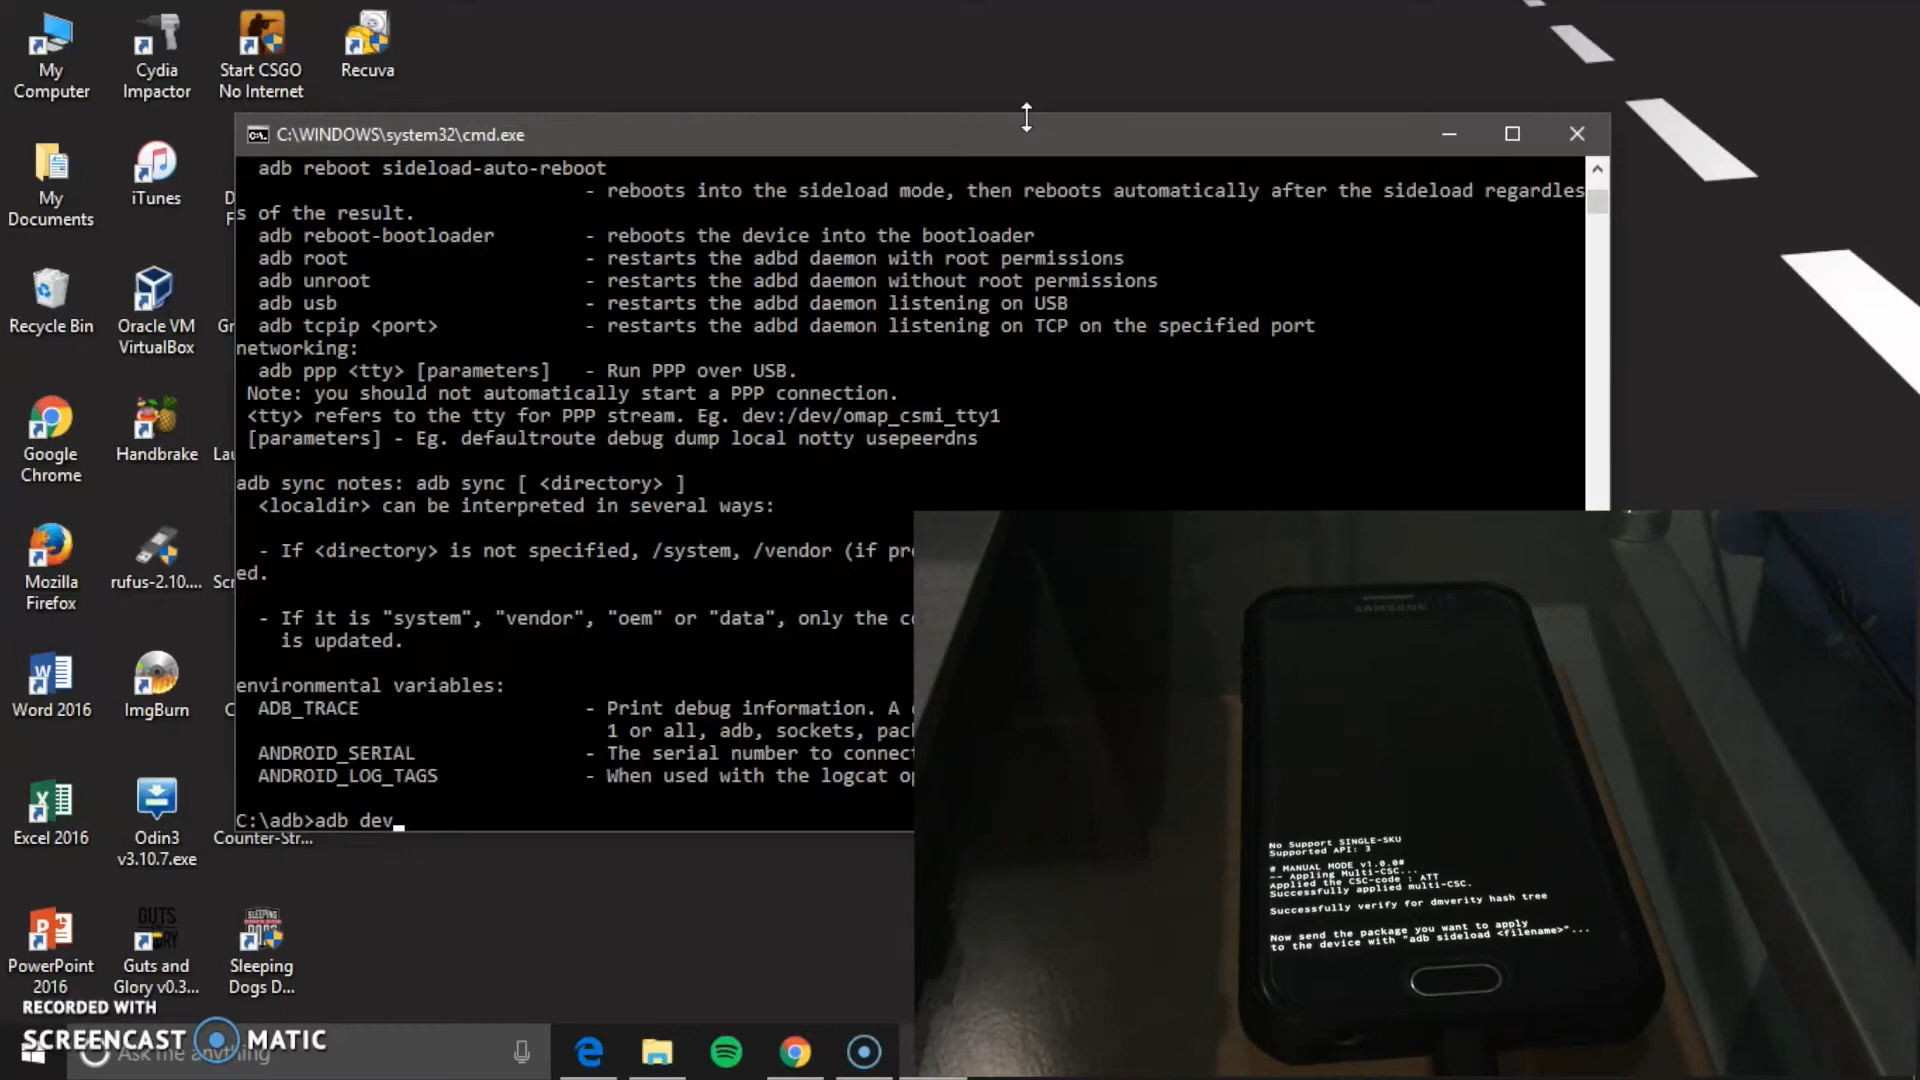 My Computer
Cydia Impactor
Start CSGO No Internet
Recuva
My Documents
iTunes
Recycle Bin
Oracle VM VirtualBox
Google Chrome
Handbrake
Mozilla Firefox
rufus-2.10....
Word 2016
ImgBurn
Excel 2016
Odin3 v3.10.7.exe
Counter-Str...
PowerPoint 2016
Guts and Glory v0.3...
Sleeping Dogs D...
C:\WINDOWS\system32\cmd.exe
adb reboot sideload-auto-reboot
- reboots into the sideload mode, then reboots automatically after the sideload regardles
s of the result.
adb reboot-bootloader - reboots the device into the bootloader
adb root - restarts the adbd daemon with root permissions
adb unroot - restarts the adbd daemon without root permissions
adb usb - restarts the adbd daemon listening on USB
adb tcpip <port> - restarts the adbd daemon listening on TCP on the specified port
networking:
adb ppp <tty> [parameters] - Run PPP over USB.
Note: you should not automatically start a PPP connection.
<tty> refers to the tty for PPP stream. Eg. dev:/dev/omap_csmi_tty1
[parameters] - Eg. defaultroute debug dump local notty usepeerdns
adb sync notes: adb sync [ <directory> ]
<localdir> can be interpreted in several ways:
- If <directory> is not specified, /system, /vendor (if pre
ed.
- If it is "system", "vendor", "oem" or "data", only the co
is updated.
environmental variables:
ADB_TRACE - Print debug information. A
1 or all, adb, sockets, pac
ANDROID_SERIAL - The serial number to connect
ANDROID_LOG_TAGS - When used with the logcat op
C:\adb>adb dev_
SAMSUNG
No Support SINGLE-SKU
Supported API: 3
# MANUAL MODE v1.0.0#
-- Appling Multi-CSC...
Applied the CSC-code : ATT
Successfully applied multi-CSC.
Successfully verify for dmverity hash tree
Now send the package you want to apply
to the device with "adb sideload <filename>"...
RECORDED WITH
SCREENCAST MATIC
Ask me anything